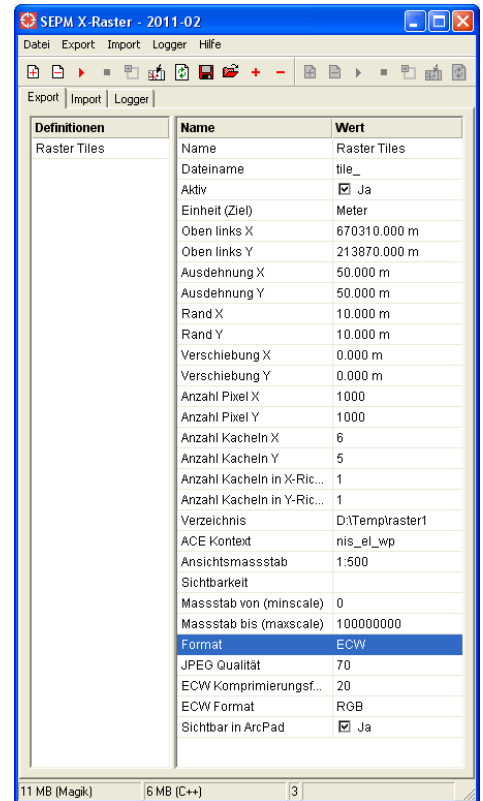 SEPM X-Raster - 2011-02
Datei Export Import Logger Hilfe
Export Import Logger
Definitionen
Raster Tiles
Name Wert
Name Raster Tiles
Dateiname tile_
Aktiv Ja
Einheit (Ziel) Meter
Oben links X 670310.000 m
Oben links Y 213870.000 m
Ausdehnung X 50.000 m
Ausdehnung Y 50.000 m
Rand X 10.000 m
Rand Y 10.000 m
Verschiebung X 0.000 m
Verschiebung Y 0.000 m
Anzahl Pixel X 1000
Anzahl Pixel Y 1000
Anzahl Kacheln X 6
Anzahl Kacheln Y 5
Anzahl Kacheln in X-Ric... 1
Anzahl Kacheln in Y-Ric... 1
Verzeichnis D:\Temp\raster1
ACE Kontext nis_el_wp
Ansichtsmassstab 1:500
Sichtbarkeit
Massstab von (minscale) 0
Massstab bis (maxscale) 100000000
Format ECW
JPEG Qualität 70
ECW Komprimierungsf... 20
ECW Format RGB
Sichtbar in ArcPad Ja
11 MB (Magik) 6 MB (C++) 3